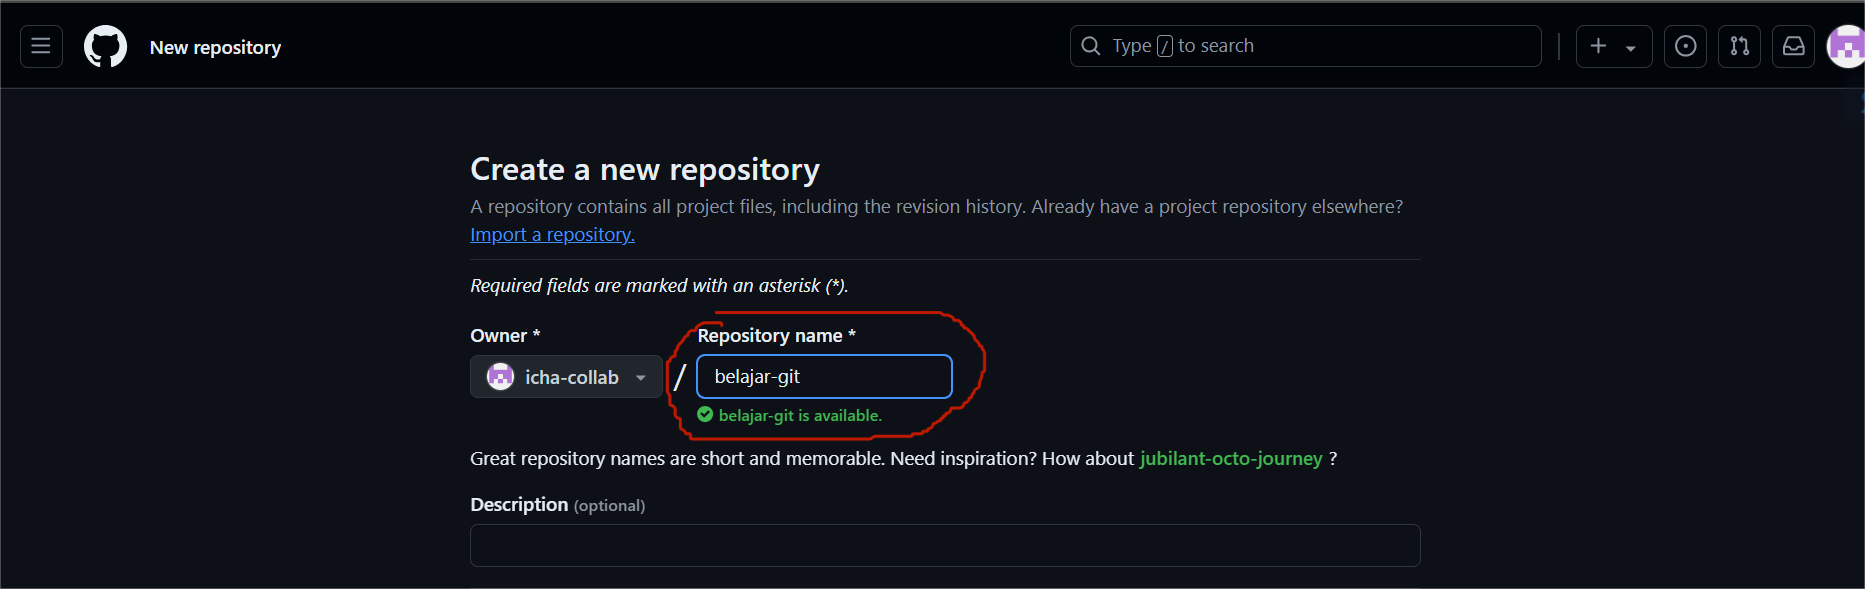 New repository
Type / to search
Create a new repository
A repository contains all project files, including the revision history. Already have a project repository elsewhere?
Import a repository.
Required fields are marked with an asterisk (*).
Owner *
Repository name *
icha-collab
/
belajar-git
belajar-git is available.
Great repository names are short and memorable. Need inspiration? How about jubilant-octo-journey ?
Description (optional)